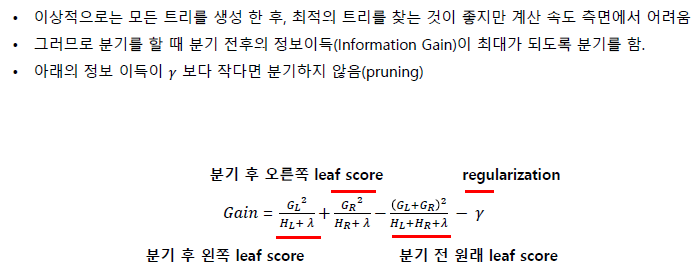 • 이상적으로는 모든 트리를 생성 한 후, 최적의 트리를 찾는 것이 좋지만 계산 속도 측면에서 어려움
• 그러므로 분기를 할 때 분기 전후의 정보이득(Information Gain)이 최대가 되도록 분기를 함.
• 아래의 정보 이득이 γ 보다 작다면 분기하지 않음(pruning)
분기 후 오른쪽 leaf score regularization
Gain = G_L²/(H_L + λ) + G_R²/(H_R + λ) − (G_L+G_R)²/(H_L+H_R+λ) − γ
분기 후 왼쪽 leaf score 분기 전 원래 leaf score